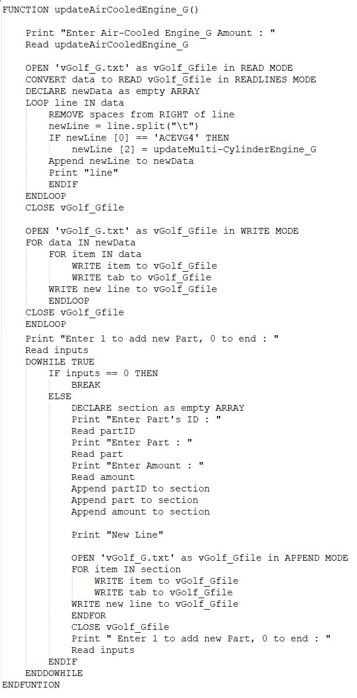 FUNCTION updateAirCooledEngine_G()
Print "Enter Air-Cooled Engine_G Amount : "
Read updateAirCooledEngine_G
OPEN 'vGolf_G.txt' as vGolf_Gfile in READ MODE
CONVERT data to READ vGolf_Gfile in READLINES MODE
DECLARE newData as empty ARRAY
LOOP line IN data
REMOVE spaces from RIGHT of line
newLine = line.split("\t")
IF newLine [0] == 'ACEVG4' THEN
newLine [2] = updateMulti-CylinderEngine_G
Append newLine to newData
Print "line"
ENDIF
ENDLOOP
CLOSE vGolf_Gfile
OPEN 'vGolf_G.txt' as vGolf_Gfile in WRITE MODE
FOR data IN newData
FOR item IN data
WRITE item to vGolf_Gfile
WRITE tab to vGolf_Gfile
WRITE new line to vGolf_Gfile
ENDLOOP
CLOSE vGolf_Gfile
ENDLOOP
Print "Enter 1 to add new Part, 0 to end : "
Read inputs
DOWHILE TRUE
IF inputs == 0 THEN
BREAK
ELSE
DECLARE section as empty ARRAY
Print "Enter Part's ID : "
Read partID
Print "Enter Part : "
Read part
Print "Enter Amount : "
Read amount
Append partID to section
Append part to section
Append amount to section
Print "New Line"
OPEN 'vGolf_G.txt' as vGolf_Gfile in APPEND MODE
FOR item IN section
WRITE item to vGolf_Gfile
WRITE tab to vGolf_Gfile
WRITE new line to vGolf_Gfile
ENDFOR
CLOSE vGolf_Gfile
Print " Enter 1 to add new Part, 0 to end : "
Read inputs
ENDIF
ENDDOWHILE
ENDFUNTION